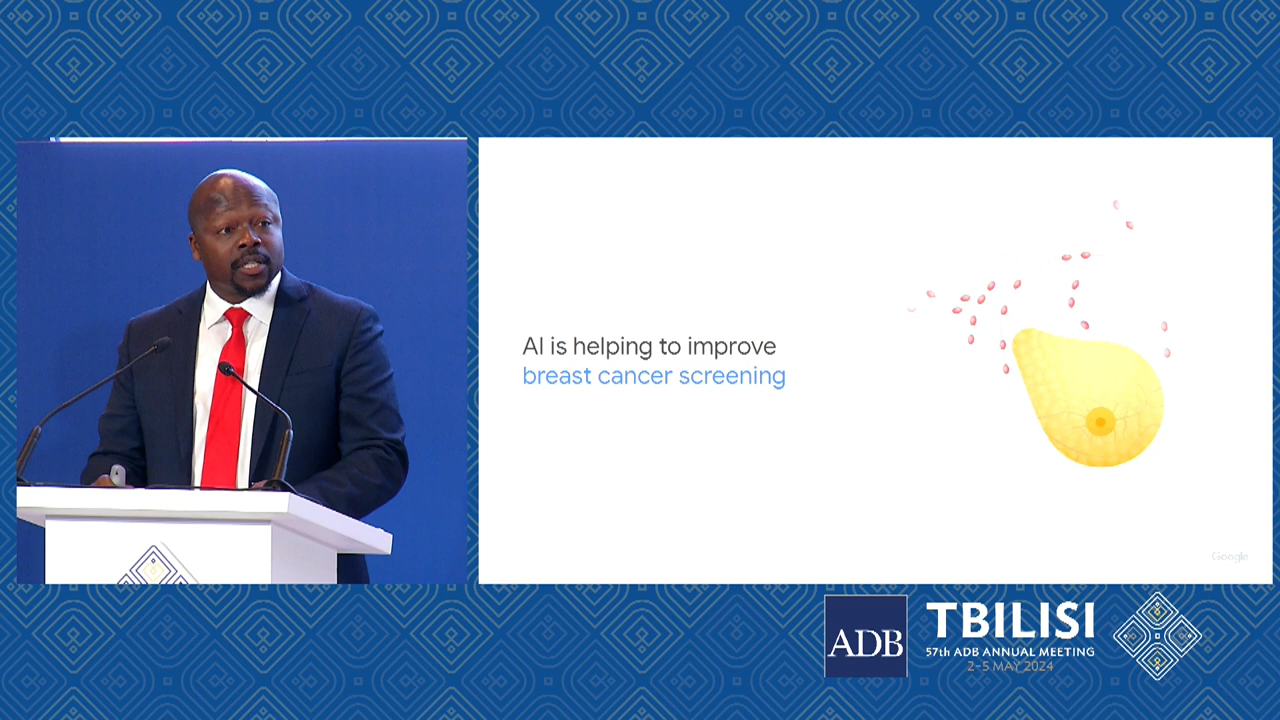 AI is helping to improve
breast cancer screening
Google
ADB
TBILISI
57th ADB ANNUAL MEETING
2-5 MAY 2024